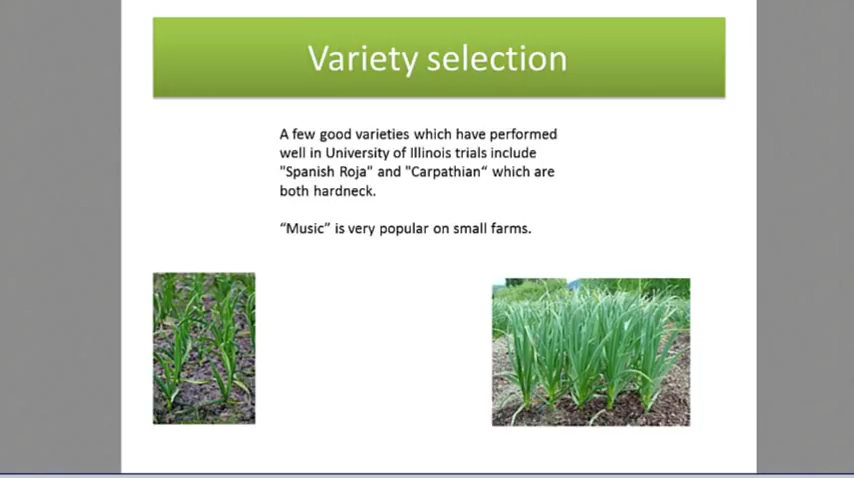 Variety selection
A few good varieties which have performed
well in University of Illinois trials include
"Spanish Roja" and "Carpathian“ which are
both hardneck.
“Music” is very popular on small farms.